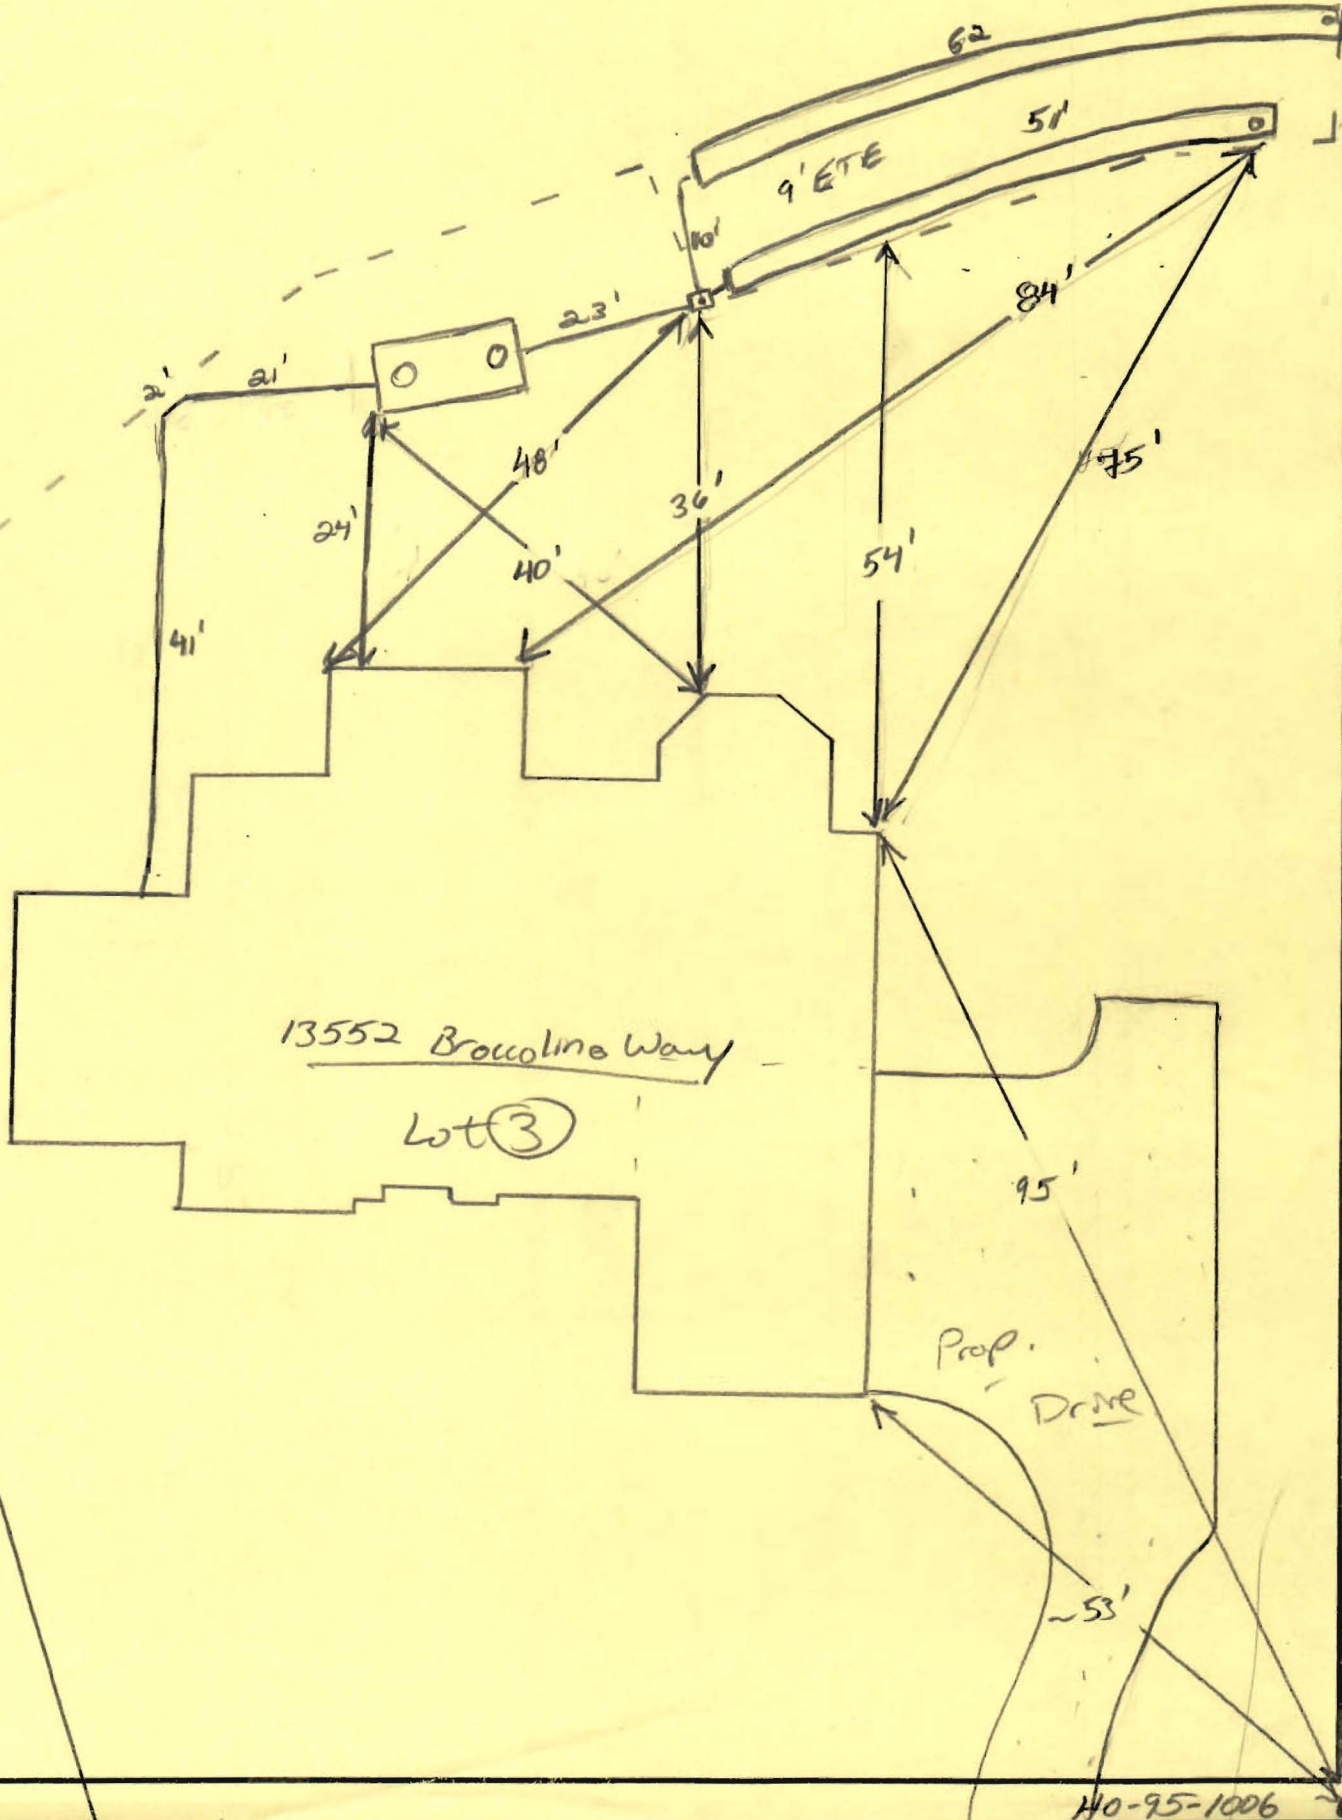 62
51'
9' ETE
10'
84'
23'
2'
21'
48'
75'
36'
24'
40'
54'
41'
13552 Broccolino Way
Lot 3
95'
Prop.
Drive
~53'
HO-95-1006